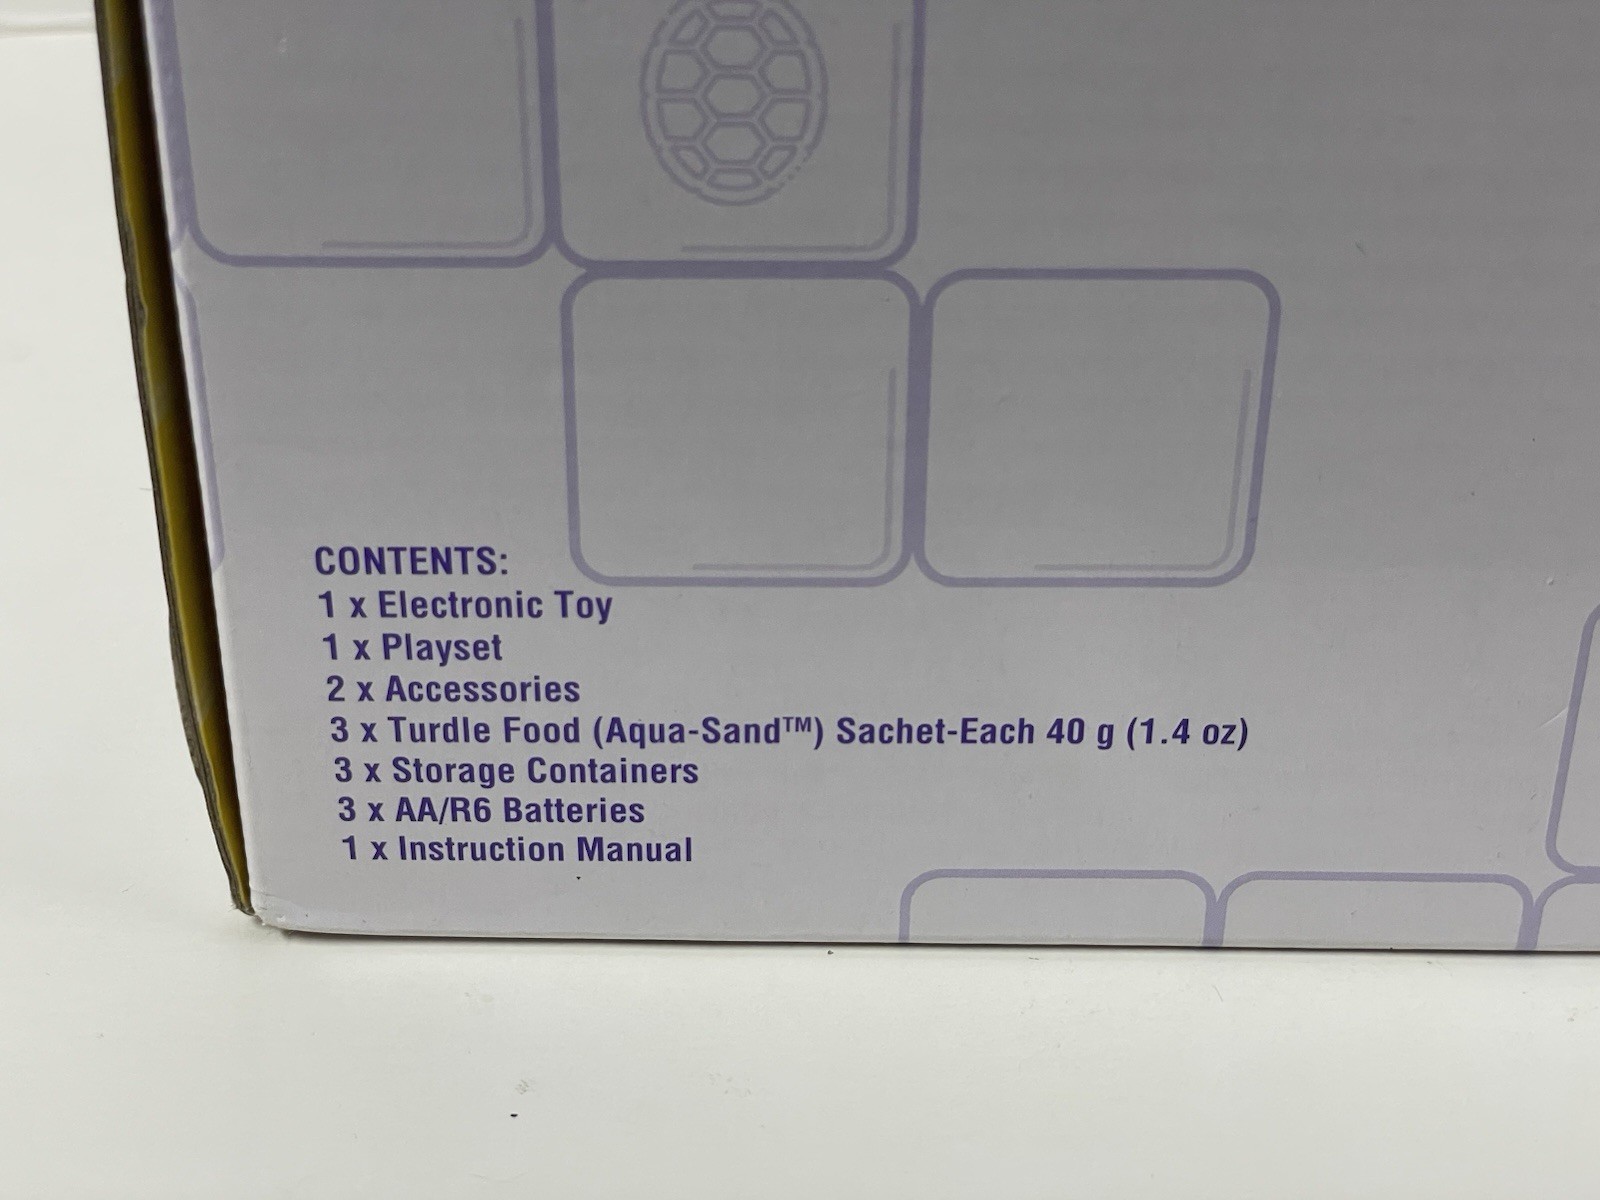 CONTENTS:
1 x Electronic Toy
1 x Playset
2 x Accessories
3 x Turdle Food (Aqua-Sand™) Sachet-Each 40 g (1.4 oz)
3 x Storage Containers
3 x AA/R6 Batteries
1 x Instruction Manual